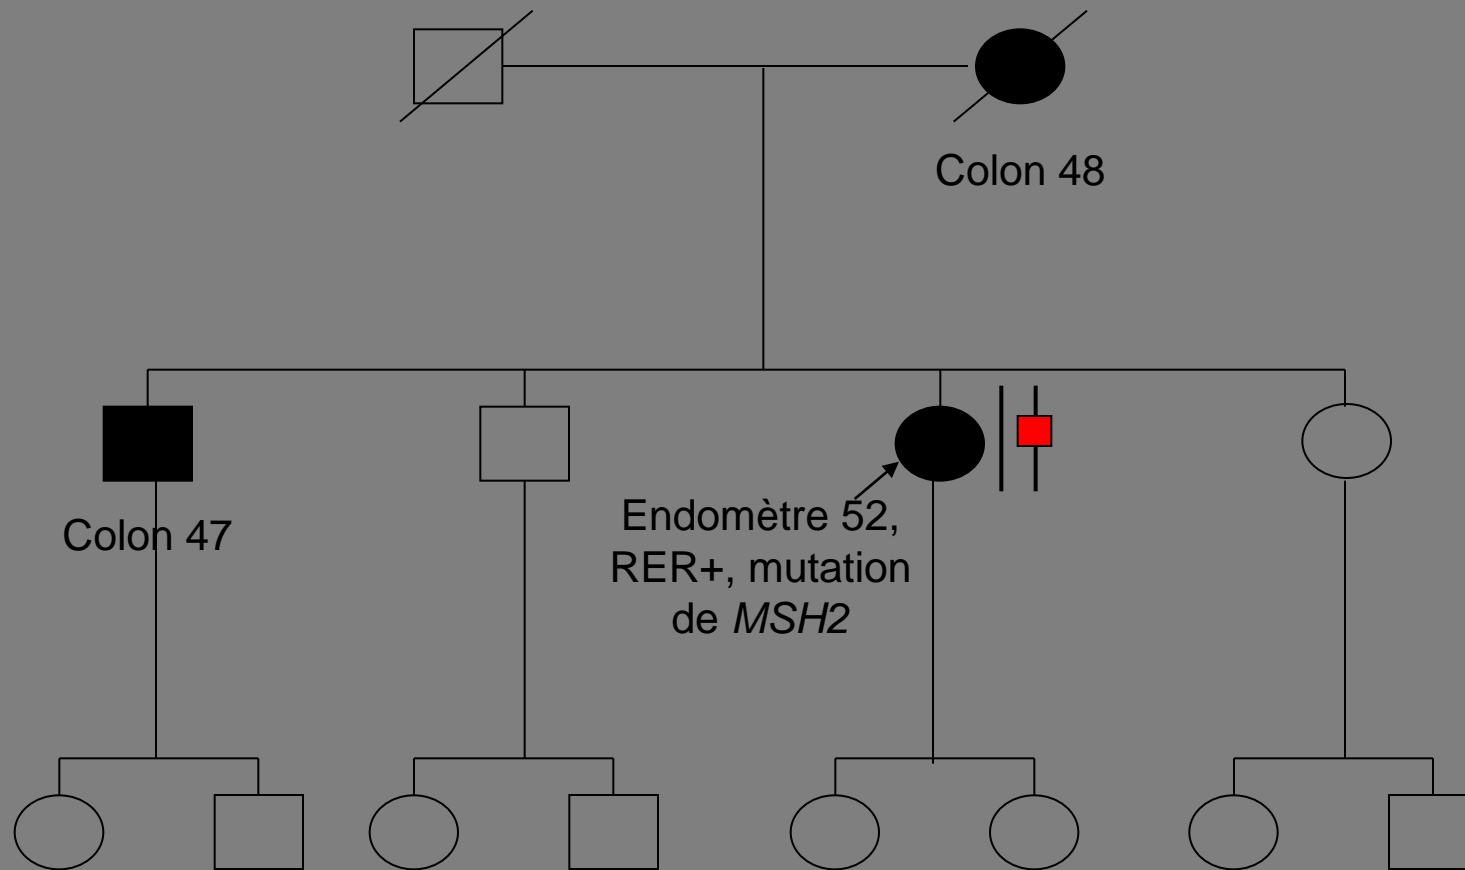 Colon 48
Colon 47
Endomètre 52,
RER+, mutation
de MSH2